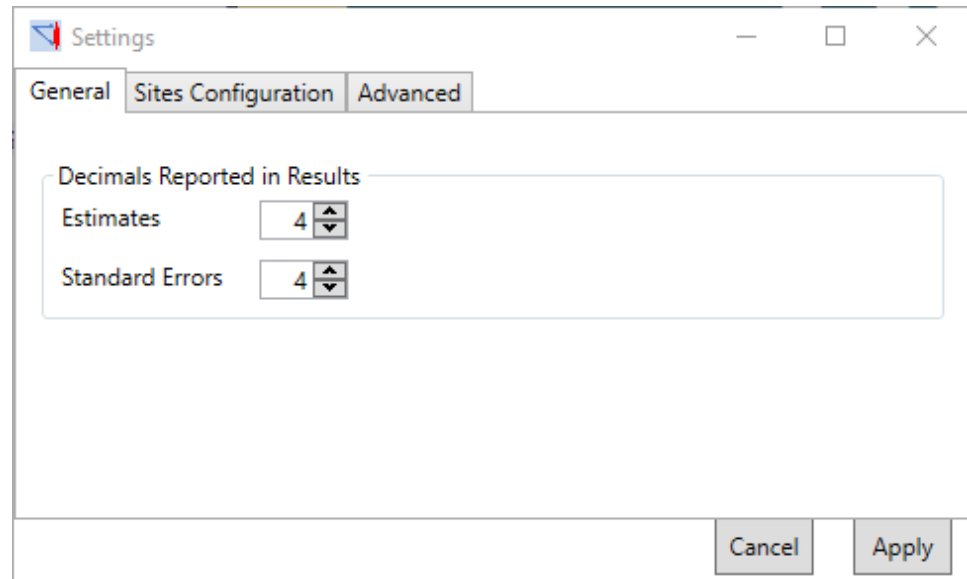 Settings
General Sites Configuration Advanced
Decimals Reported in Results
Estimates 4
Standard Errors 4
Cancel Apply